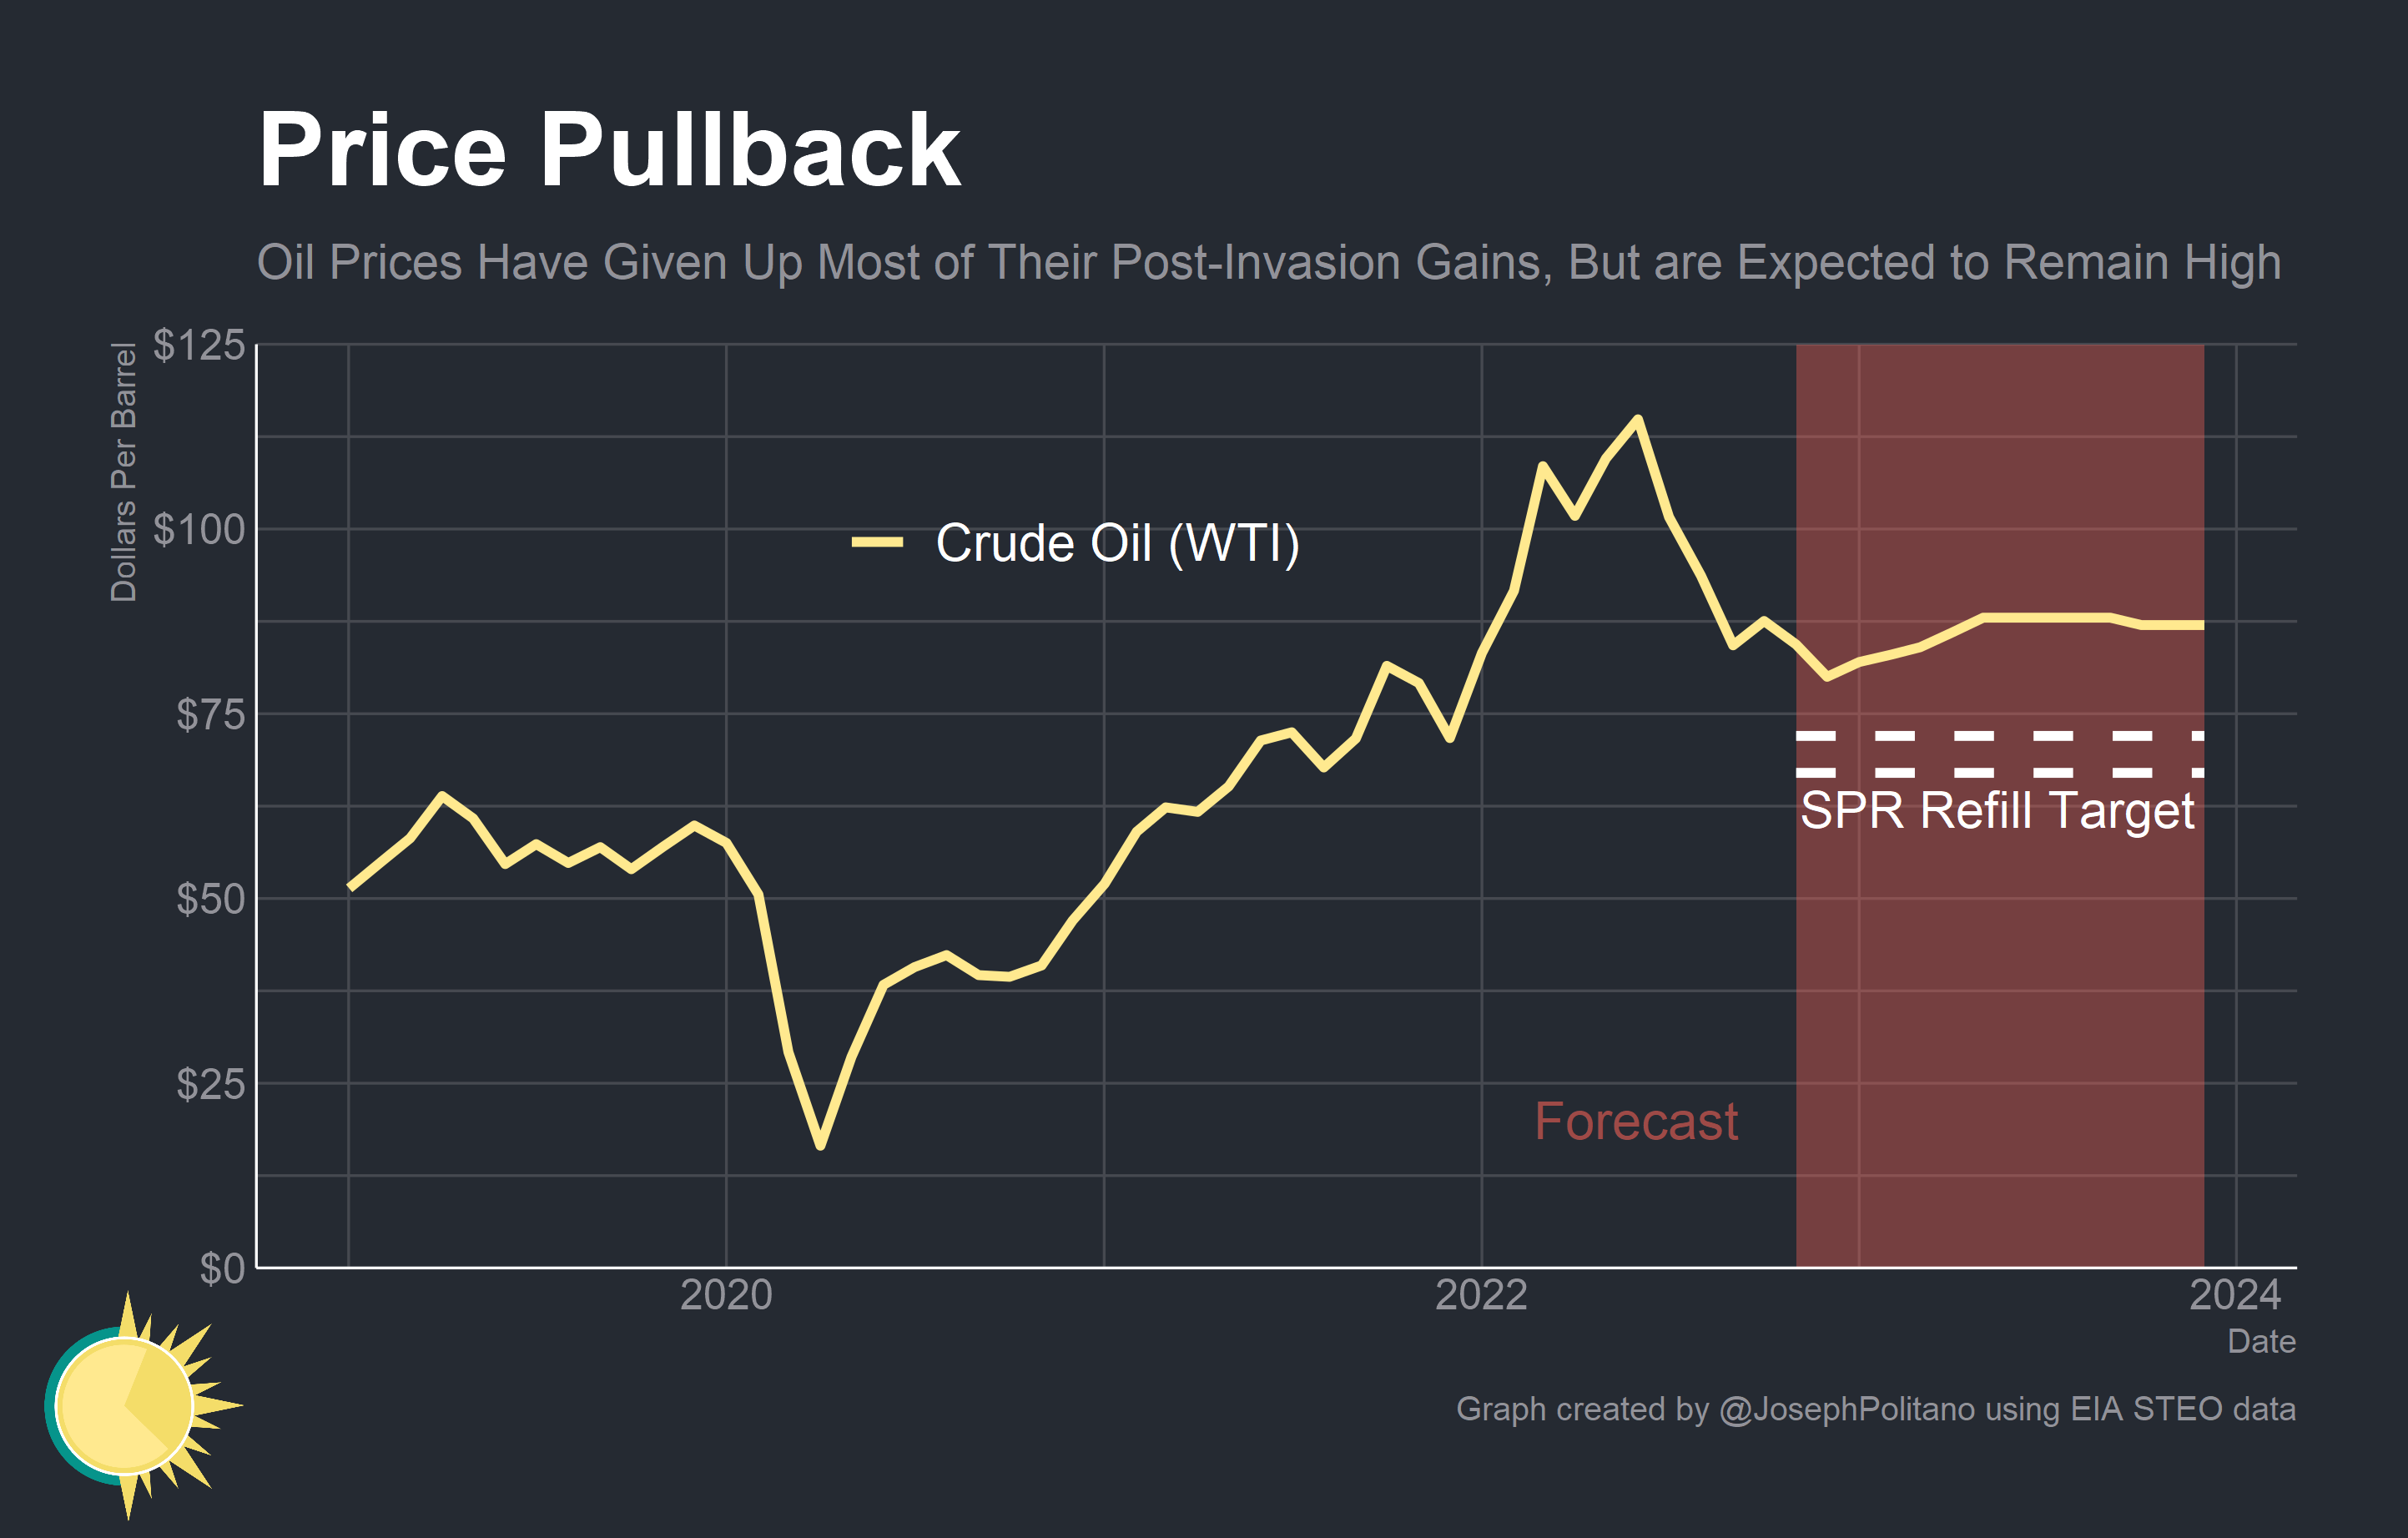 Price Pullback
Oil Prices Have Given Up Most of Their Post-Invasion Gains, But are Expected to Remain High
Dollars Per Barrel
$125
$100
$75
$50
$25
$0
Crude Oil (WTI)
SPR Refill Target
Forecast
2020
2022
2024
Date
Graph created by @JosephPolitano using EIA STEO data